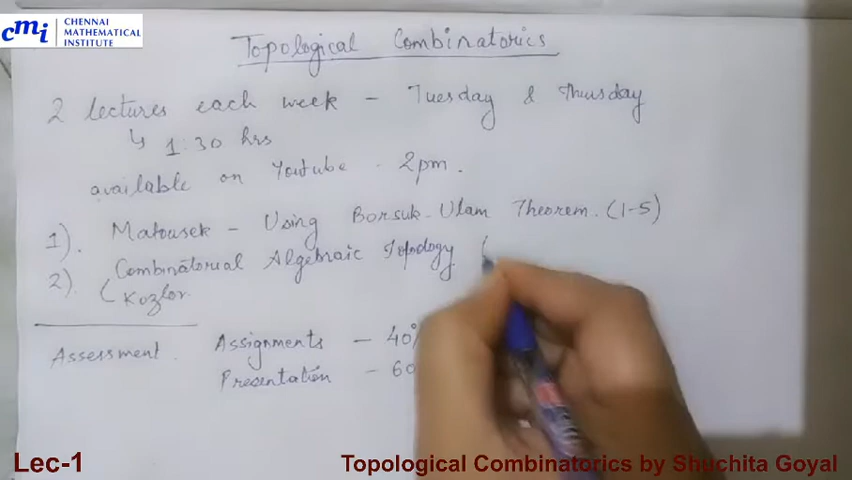 cmi CHENNAI
MATHEMATICAL
INSTITUTE
Topological Combinatorics
2 lectures each week - Tuesday & Thursday
↳ 1:30 hrs
available on Youtube . 2pm.
1). Matousek - Using Borsuk-Ulam Theorem. (1-5)
2). Combinatorial Algebraic Topology (
( Kozlov.
Assessment. Assignments - 40%
Presentation - 60
Lec-1
Topological Combinatorics by Shuchita Goyal